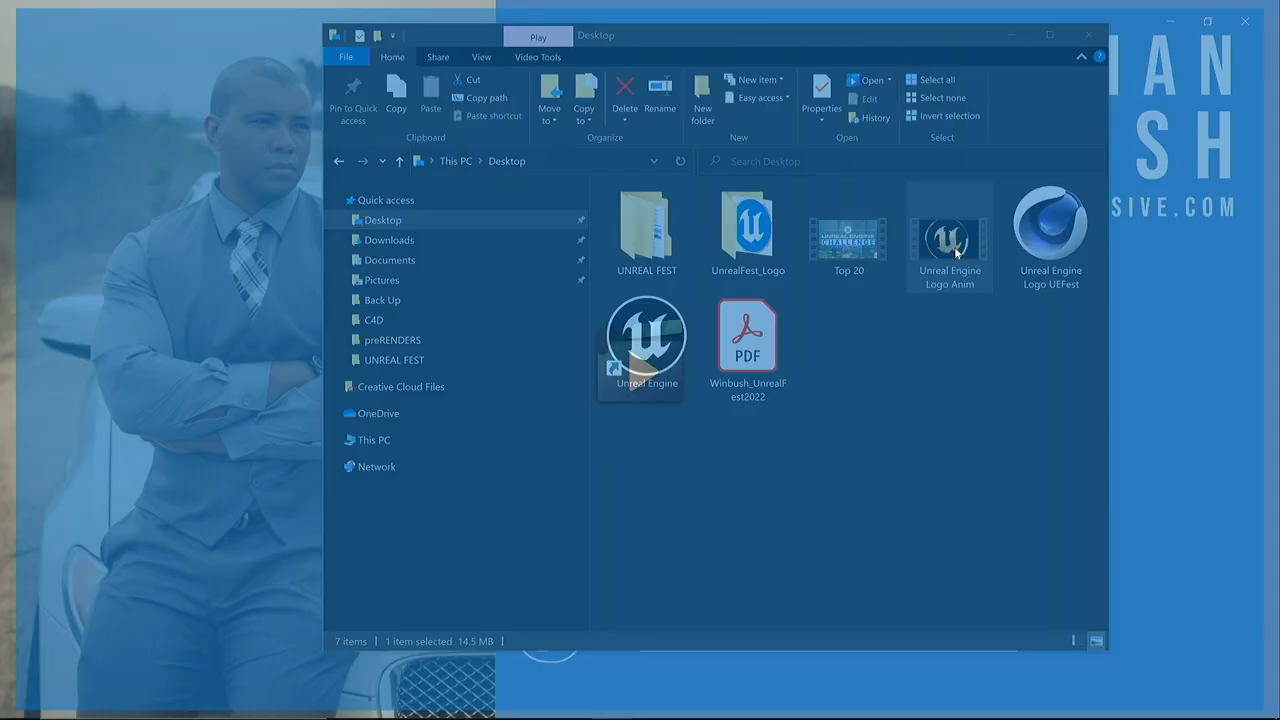 Play
Desktop
File
Home
Share
View
Video Tools
IAN
SH
SIVE.COM
Pin to Quick
access
Copy
Paste
Cut
Copy path
Paste shortcut
Clipboard
Move
to
Copy
to
Delete
Rename
Organize
New
folder
New item
Easy access
New
Properties
Open
Edit
History
Open
Select all
Select none
Invert selection
Select
This PC
Desktop
Search Desktop
Quick access
Desktop
Downloads
Documents
Pictures
Back Up
C4D
preRENDERS
UNREAL FEST
Creative Cloud Files
OneDrive
This PC
Network
UNREAL FEST
UnrealFest_Logo
UNREAL ENGINE
CHALLENGE
Top 20
Unreal Engine
Logo Anim
Unreal Engine
Logo UEFest
Unreal Engine
PDF
Winbush_UnrealF
est2022
7 items
1 item selected 14.5 MB